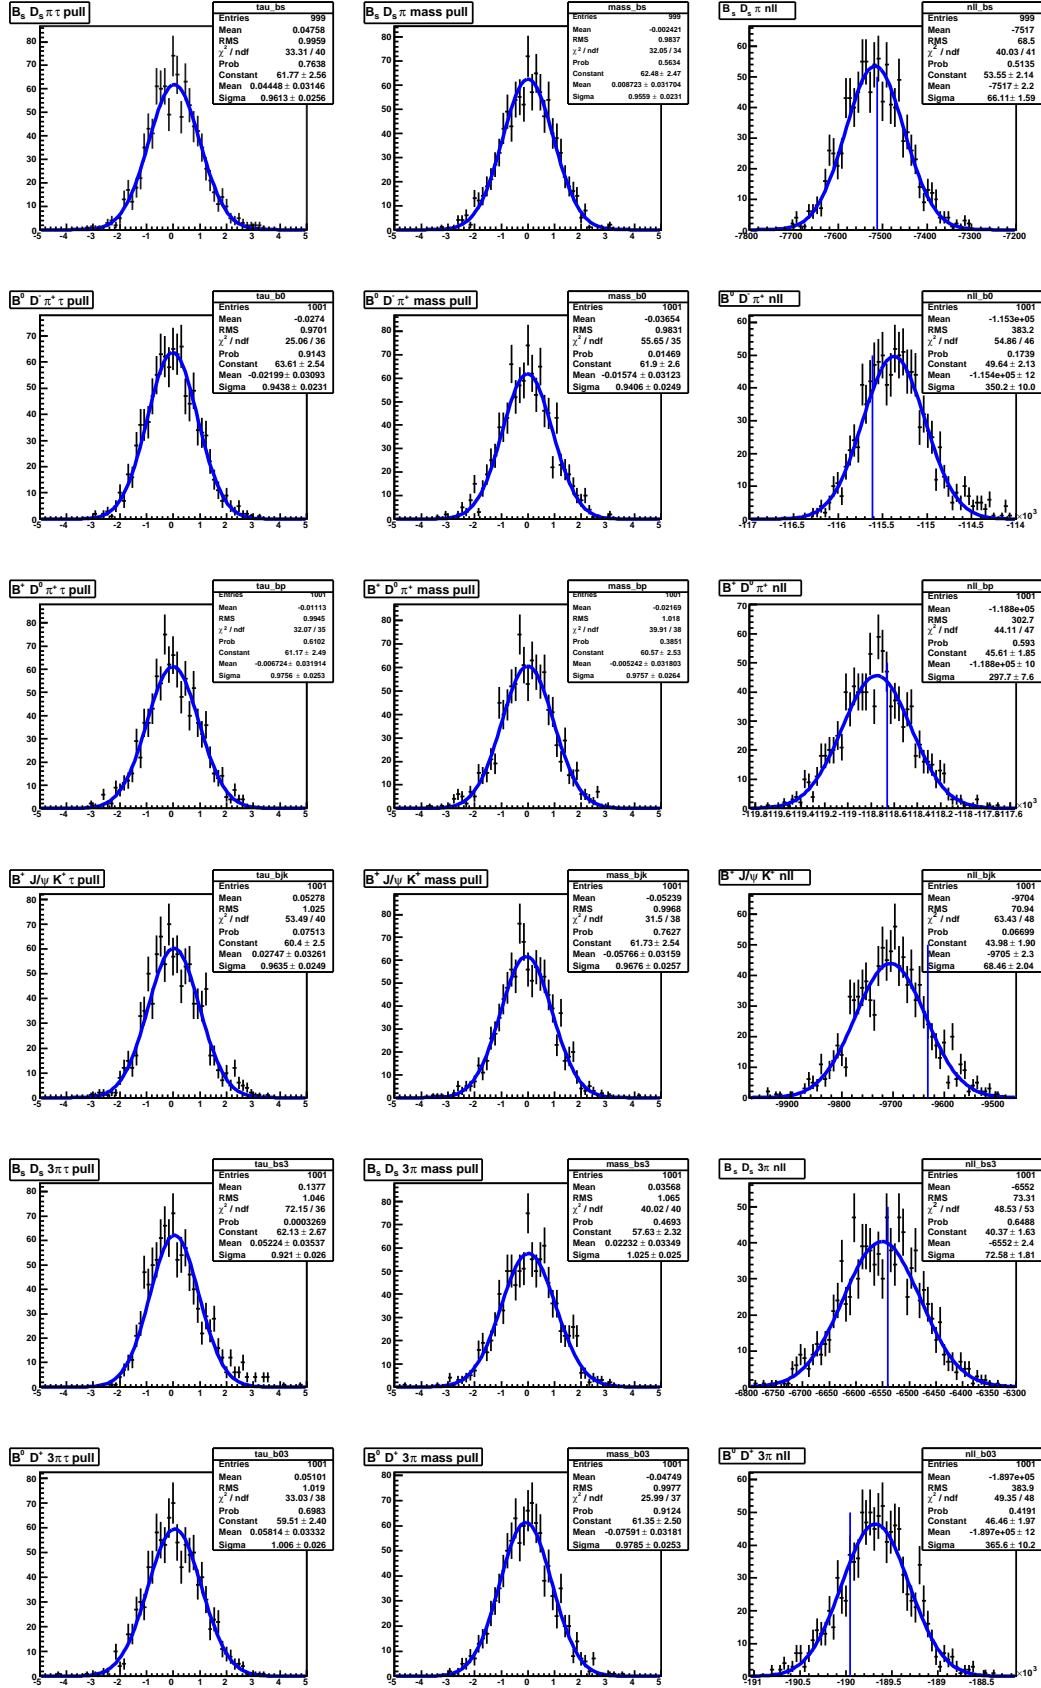 B_s D_s π τ pull
tau_bs
Entries 999
Mean 0.04758
RMS 0.9959
χ² / ndf 33.31 / 40
Prob 0.7638
Constant 61.77 ± 2.56
Mean 0.04448 ± 0.03146
Sigma 0.9613 ± 0.0256
B_s D_s π mass pull
mass_bs
Entries 999
Mean -0.002421
RMS 0.9837
χ² / ndf 32.05 / 34
Prob 0.5634
Constant 62.48 ± 2.47
Mean 0.008723 ± 0.031704
Sigma 0.9559 ± 0.0231
B_s D_s π nll
nll_bs
Entries 999
Mean -7517
RMS 68.5
χ² / ndf 40.03 / 41
Prob 0.5135
Constant 53.55 ± 2.14
Mean -7517 ± 2.2
Sigma 66.11 ± 1.59
B⁰ D⁻ π⁺ τ pull
tau_b0
Entries 1001
Mean -0.0274
RMS 0.9701
χ² / ndf 25.06 / 36
Prob 0.9143
Constant 63.61 ± 2.54
Mean -0.02199 ± 0.03093
Sigma 0.9438 ± 0.0231
B⁰ D⁻ π⁺ mass pull
mass_b0
Entries 1001
Mean -0.03654
RMS 0.9831
χ² / ndf 55.65 / 35
Prob 0.01469
Constant 61.9 ± 2.6
Mean -0.01574 ± 0.03123
Sigma 0.9406 ± 0.0249
B⁰ D⁻ π⁺ nll
nll_b0
Entries 1001
Mean -1.153e+05
RMS 383.2
χ² / ndf 54.86 / 46
Prob 0.1739
Constant 49.64 ± 2.13
Mean -1.154e+05 ± 12
Sigma 350.2 ± 10.0
B⁺ D⁰ π⁺ τ pull
tau_bp
Entries 1001
Mean -0.01113
RMS 0.9945
χ² / ndf 32.07 / 35
Prob 0.6102
Constant 61.17 ± 2.49
Mean -0.006724 ± 0.031914
Sigma 0.9756 ± 0.0253
B⁺ D⁰ π⁺ mass pull
mass_bp
Entries 1001
Mean -0.02169
RMS 1.018
χ² / ndf 39.91 / 38
Prob 0.3851
Constant 60.57 ± 2.53
Mean -0.005242 ± 0.031803
Sigma 0.9757 ± 0.0264
B⁺ D⁰ π⁺ nll
nll_bp
Entries 1001
Mean -1.188e+05
RMS 302.7
χ² / ndf 44.11 / 47
Prob 0.593
Constant 45.61 ± 1.85
Mean -1.188e+05 ± 10
Sigma 297.7 ± 7.6
B⁺ J/ψ K⁺ τ pull
tau_bjk
Entries 1001
Mean 0.05278
RMS 1.025
χ² / ndf 53.49 / 40
Prob 0.07513
Constant 60.4 ± 2.5
Mean 0.02747 ± 0.03261
Sigma 0.9635 ± 0.0249
B⁺ J/ψ K⁺ mass pull
mass_bjk
Entries 1001
Mean -0.05239
RMS 0.9968
χ² / ndf 31.5 / 38
Prob 0.7627
Constant 61.73 ± 2.54
Mean -0.05766 ± 0.03159
Sigma 0.9676 ± 0.0257
B⁺ J/ψ K⁺ nll
nll_bjk
Entries 1001
Mean -9704
RMS 70.94
χ² / ndf 63.43 / 48
Prob 0.06699
Constant 43.98 ± 1.90
Mean -9705 ± 2.3
Sigma 68.46 ± 2.04
B_s D_s 3π τ pull
tau_bs3
Entries 1001
Mean 0.1377
RMS 1.046
χ² / ndf 72.15 / 36
Prob 0.0003269
Constant 62.13 ± 2.67
Mean 0.05224 ± 0.03537
Sigma 0.921 ± 0.026
B_s D_s 3π mass pull
mass_bs3
Entries 1001
Mean 0.03568
RMS 1.065
χ² / ndf 40.02 / 40
Prob 0.4693
Constant 57.63 ± 2.32
Mean 0.02232 ± 0.03349
Sigma 1.025 ± 0.025
B_s D_s 3π nll
nll_bs3
Entries 1001
Mean -6552
RMS 73.31
χ² / ndf 48.53 / 53
Prob 0.6488
Constant 40.37 ± 1.63
Mean -6552 ± 2.4
Sigma 72.58 ± 1.81
B⁰ D⁺ 3π τ pull
tau_b03
Entries 1001
Mean 0.05101
RMS 1.019
χ² / ndf 33.03 / 38
Prob 0.6983
Constant 59.51 ± 2.40
Mean 0.05814 ± 0.03332
Sigma 1.006 ± 0.026
B⁰ D⁺ 3π mass pull
mass_b03
Entries 1001
Mean -0.04749
RMS 0.9977
χ² / ndf 25.99 / 37
Prob 0.9124
Constant 61.35 ± 2.50
Mean -0.07591 ± 0.03181
Sigma 0.9785 ± 0.0253
B⁰ D⁺ 3π nll
nll_b03
Entries 1001
Mean -1.897e+05
RMS 383.9
χ² / ndf 49.35 / 48
Prob 0.4191
Constant 46.46 ± 1.97
Mean -1.897e+05 ± 12
Sigma 365.6 ± 10.2